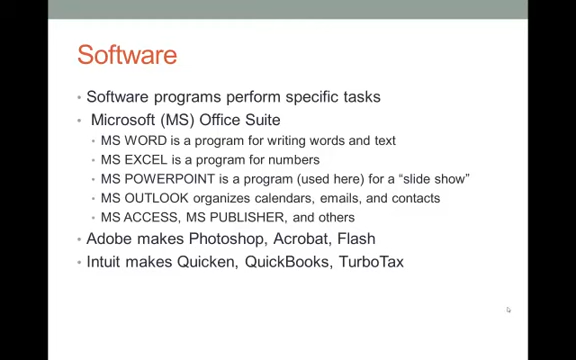 Software
• Software programs perform specific tasks
• Microsoft (MS) Office Suite
• MS WORD is a program for writing words and text
• MS EXCEL is a program for numbers
• MS POWERPOINT is a program (used here) for a “slide show”
• MS OUTLOOK organizes calendars, emails, and contacts
• MS ACCESS, MS PUBLISHER, and others
• Adobe makes Photoshop, Acrobat, Flash
• Intuit makes Quicken, QuickBooks, TurboTax